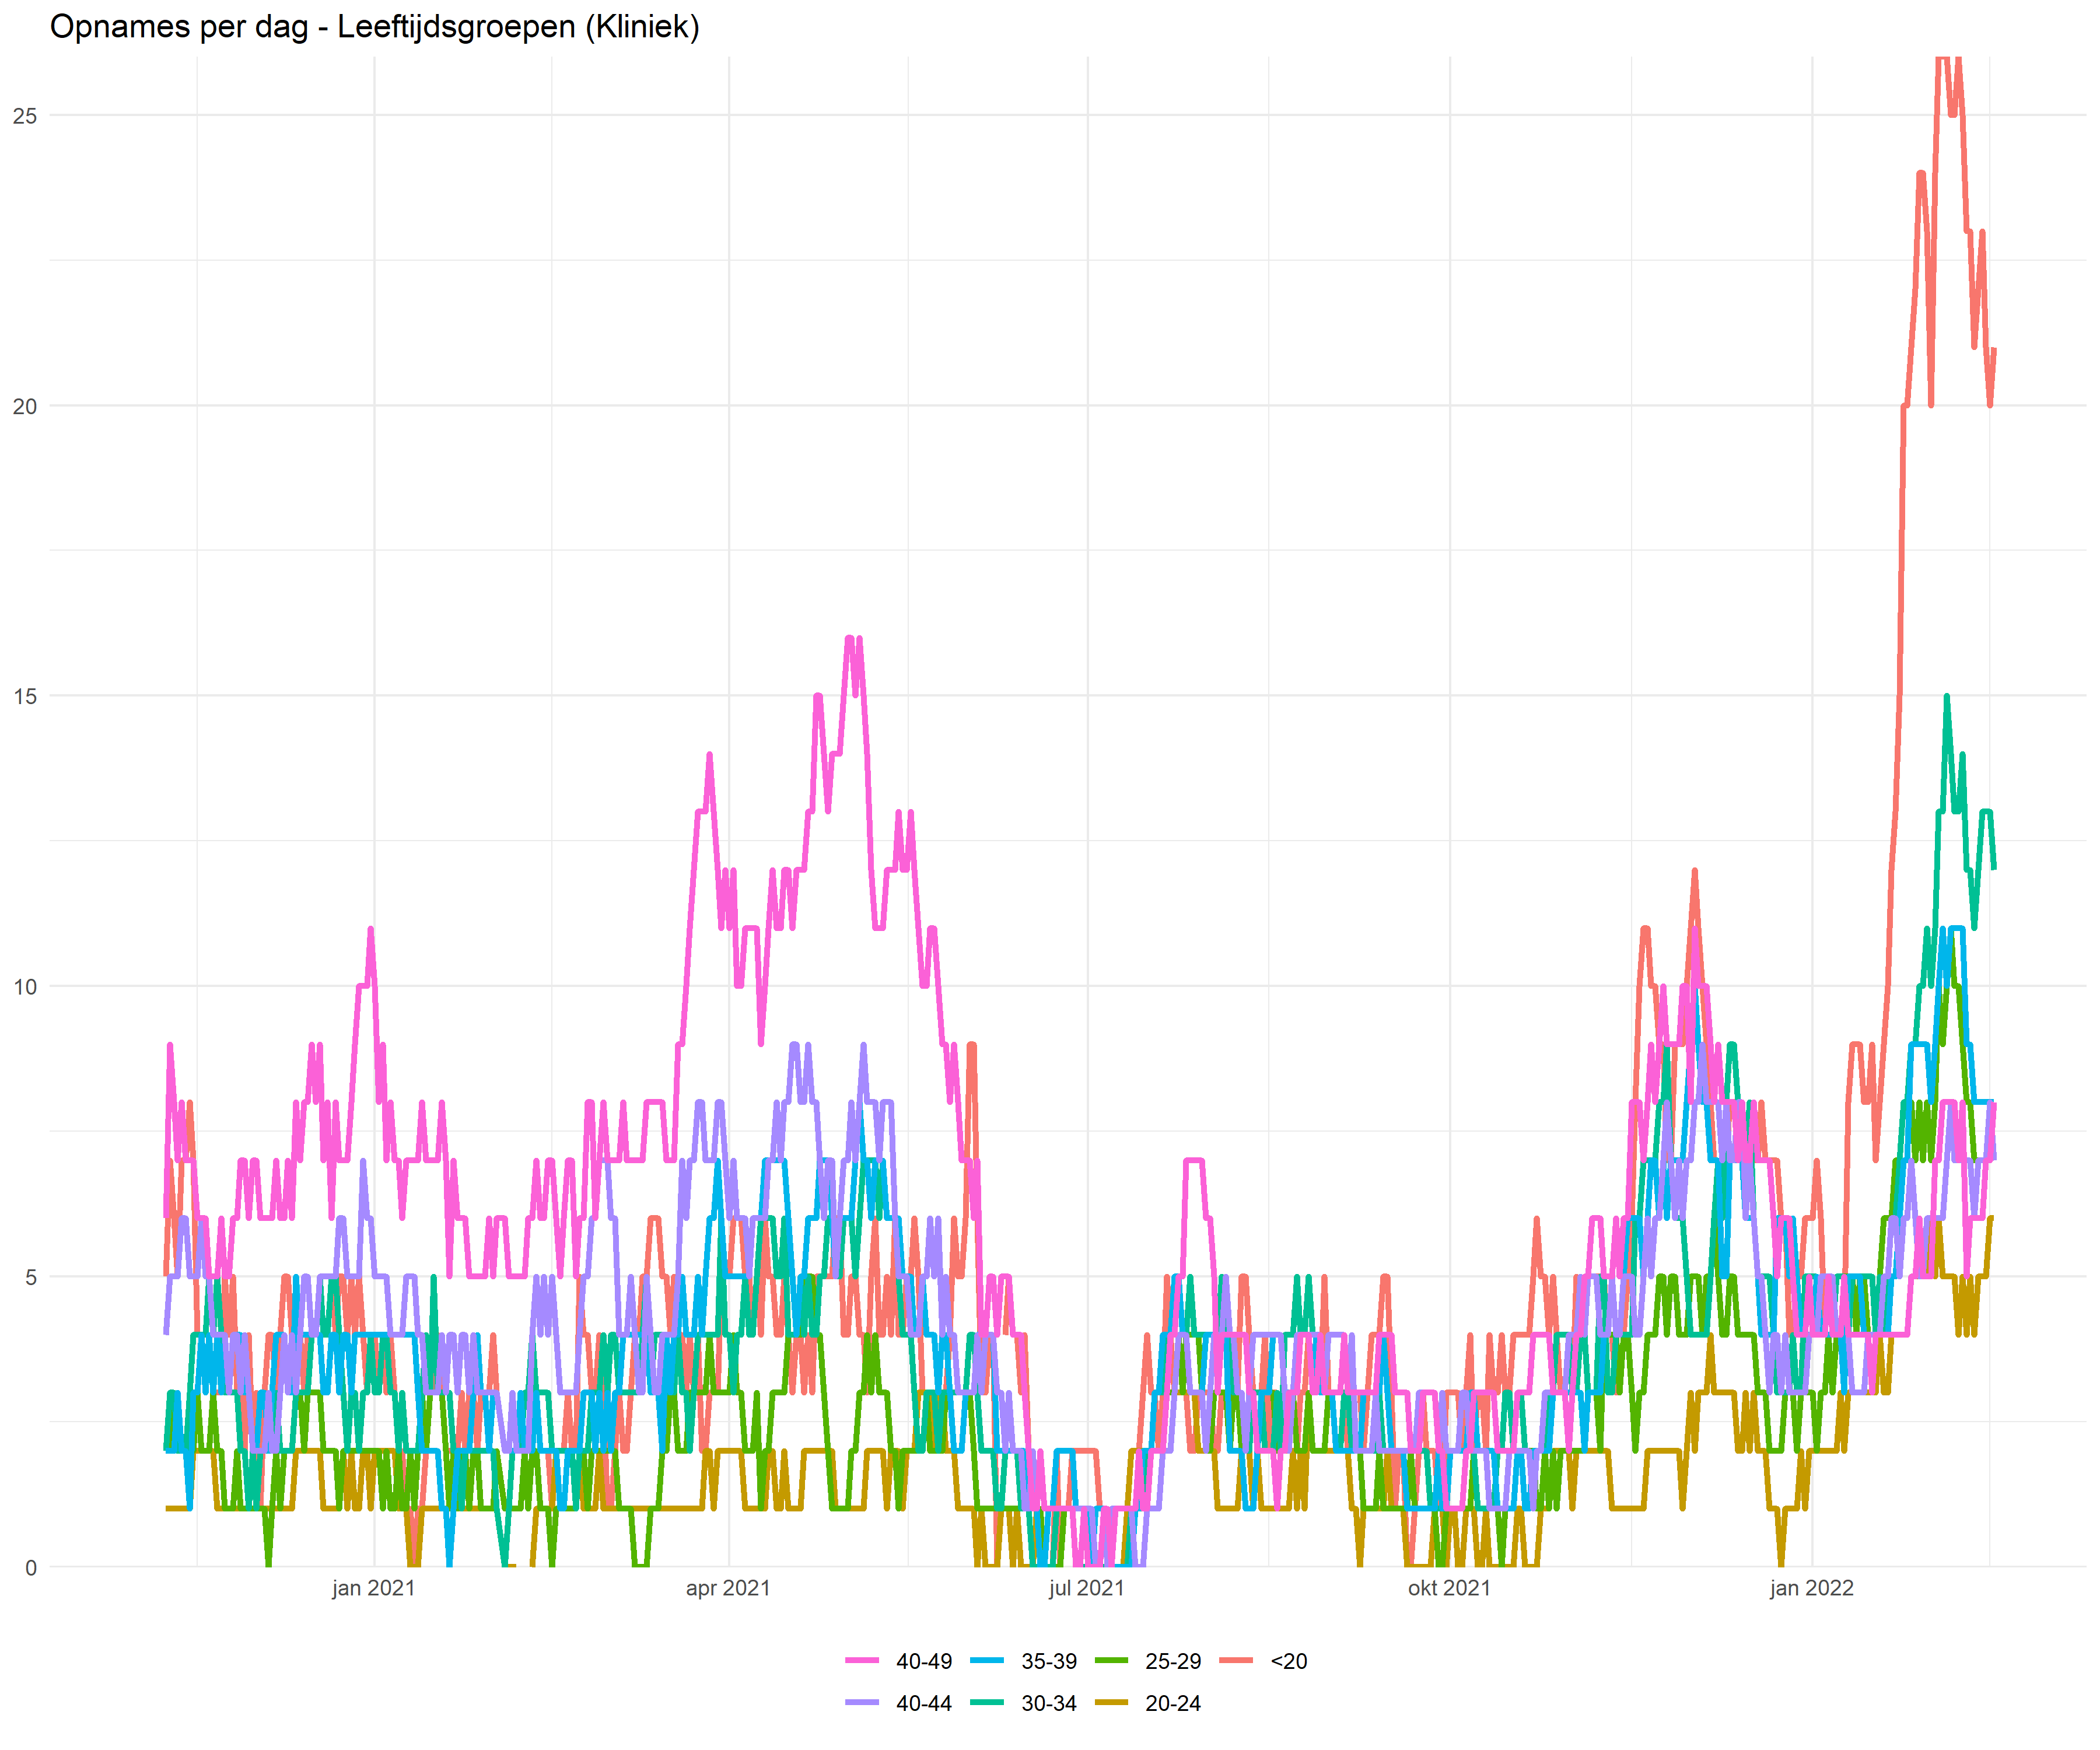 Opnames per dag - Leeftijdsgroepen (Kliniek)
25
20
15
10
5
0
jan 2021 apr 2021 jul 2021 okt 2021 jan 2022
40-49 35-39 25-29 <20
40-44 30-34 20-24